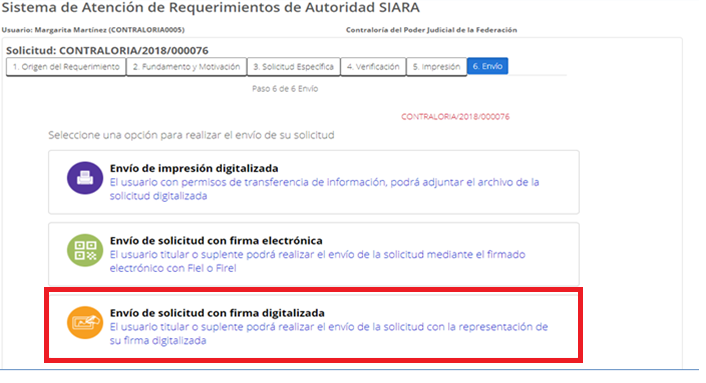 Sistema de Atención de Requerimientos de Autoridad SIARA
Usuario: Margarita Martínez (CONTRALORIA0005) Contraloría del Poder Judicial de la Federación
Solicitud: CONTRALORIA/2018/000076
1. Origen del Requerimiento 2. Fundamento y Motivación 3. Solicitud Específica 4. Verificación 5. Impresión 6. Envío
Paso 6 de 6 Envío
CONTRALORIA/2018/000076
Seleccione una opción para realizar el envío de su solicitud
Envío de impresión digitalizada
El usuario con permisos de transferencia de información, podrá adjuntar el archivo de la
solicitud digitalizada
Envío de solicitud con firma electrónica
El usuario titular o suplente podrá realizar el envío de la solicitud mediante el firmado
electrónico con Fiel o Firel
Envío de solicitud con firma digitalizada
El usuario titular o suplente podrá realizar el envío de la solicitud con la representación de
su firma digitalizada